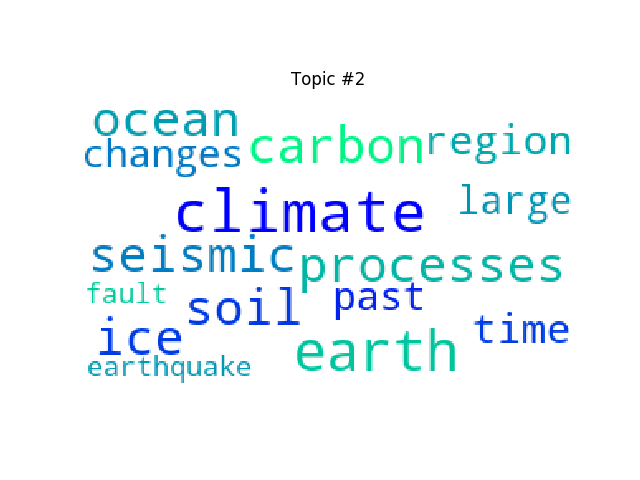 Topic #2
ocean
changes carbon region
climate large
seismic processes
fault soil past
ice earth time
earthquake